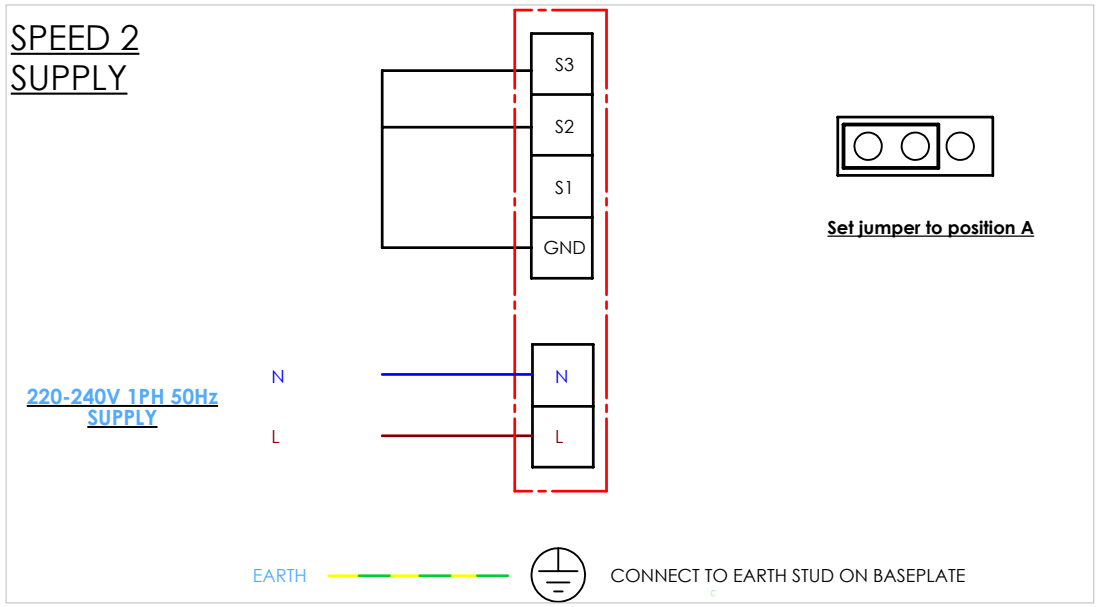 SPEED 2
SUPPLY
S3
S2
S1
GND
Set jumper to position A
220-240V 1PH 50Hz
SUPPLY
N
N
L
L
EARTH
CONNECT TO EARTH STUD ON BASEPLATE
C